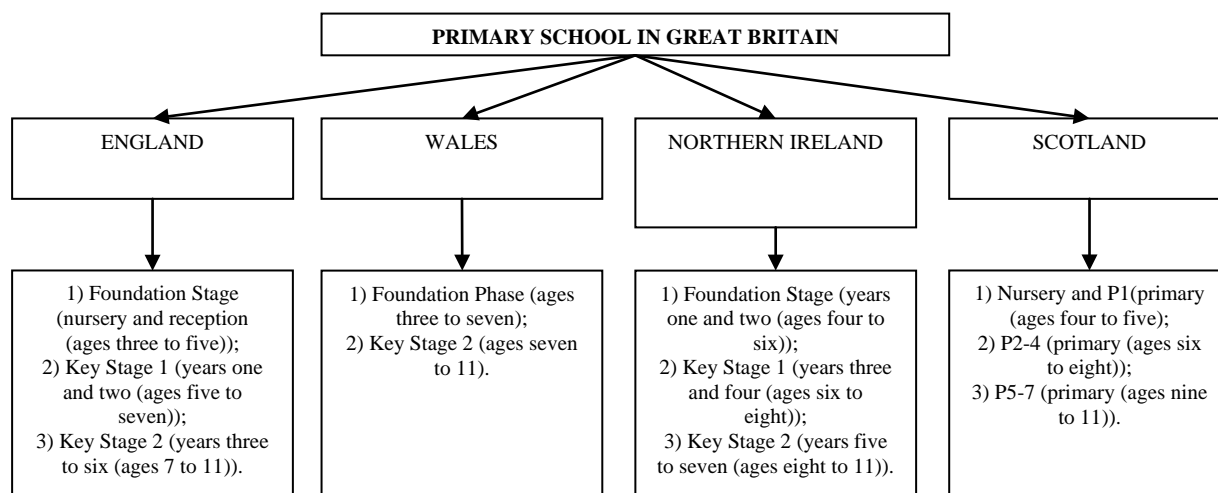 PRIMARY SCHOOL IN GREAT BRITAIN
ENGLAND
WALES
NORTHERN IRELAND
SCOTLAND
1) Foundation Stage
(nursery and reception
(ages three to five));
2) Key Stage 1 (years one
and two (ages five to
seven));
3) Key Stage 2 (years three
to six (ages 7 to 11)).
1) Foundation Phase (ages
three to seven);
2) Key Stage 2 (ages seven
to 11).
1) Foundation Stage (years
one and two (ages four to
six));
2) Key Stage 1 (years three
and four (ages six to
eight));
3) Key Stage 2 (years five
to seven (ages eight to 11)).
1) Nursery and P1(primary
(ages four to five);
2) P2-4 (primary (ages six
to eight));
3) P5-7 (primary (ages nine
to 11)).